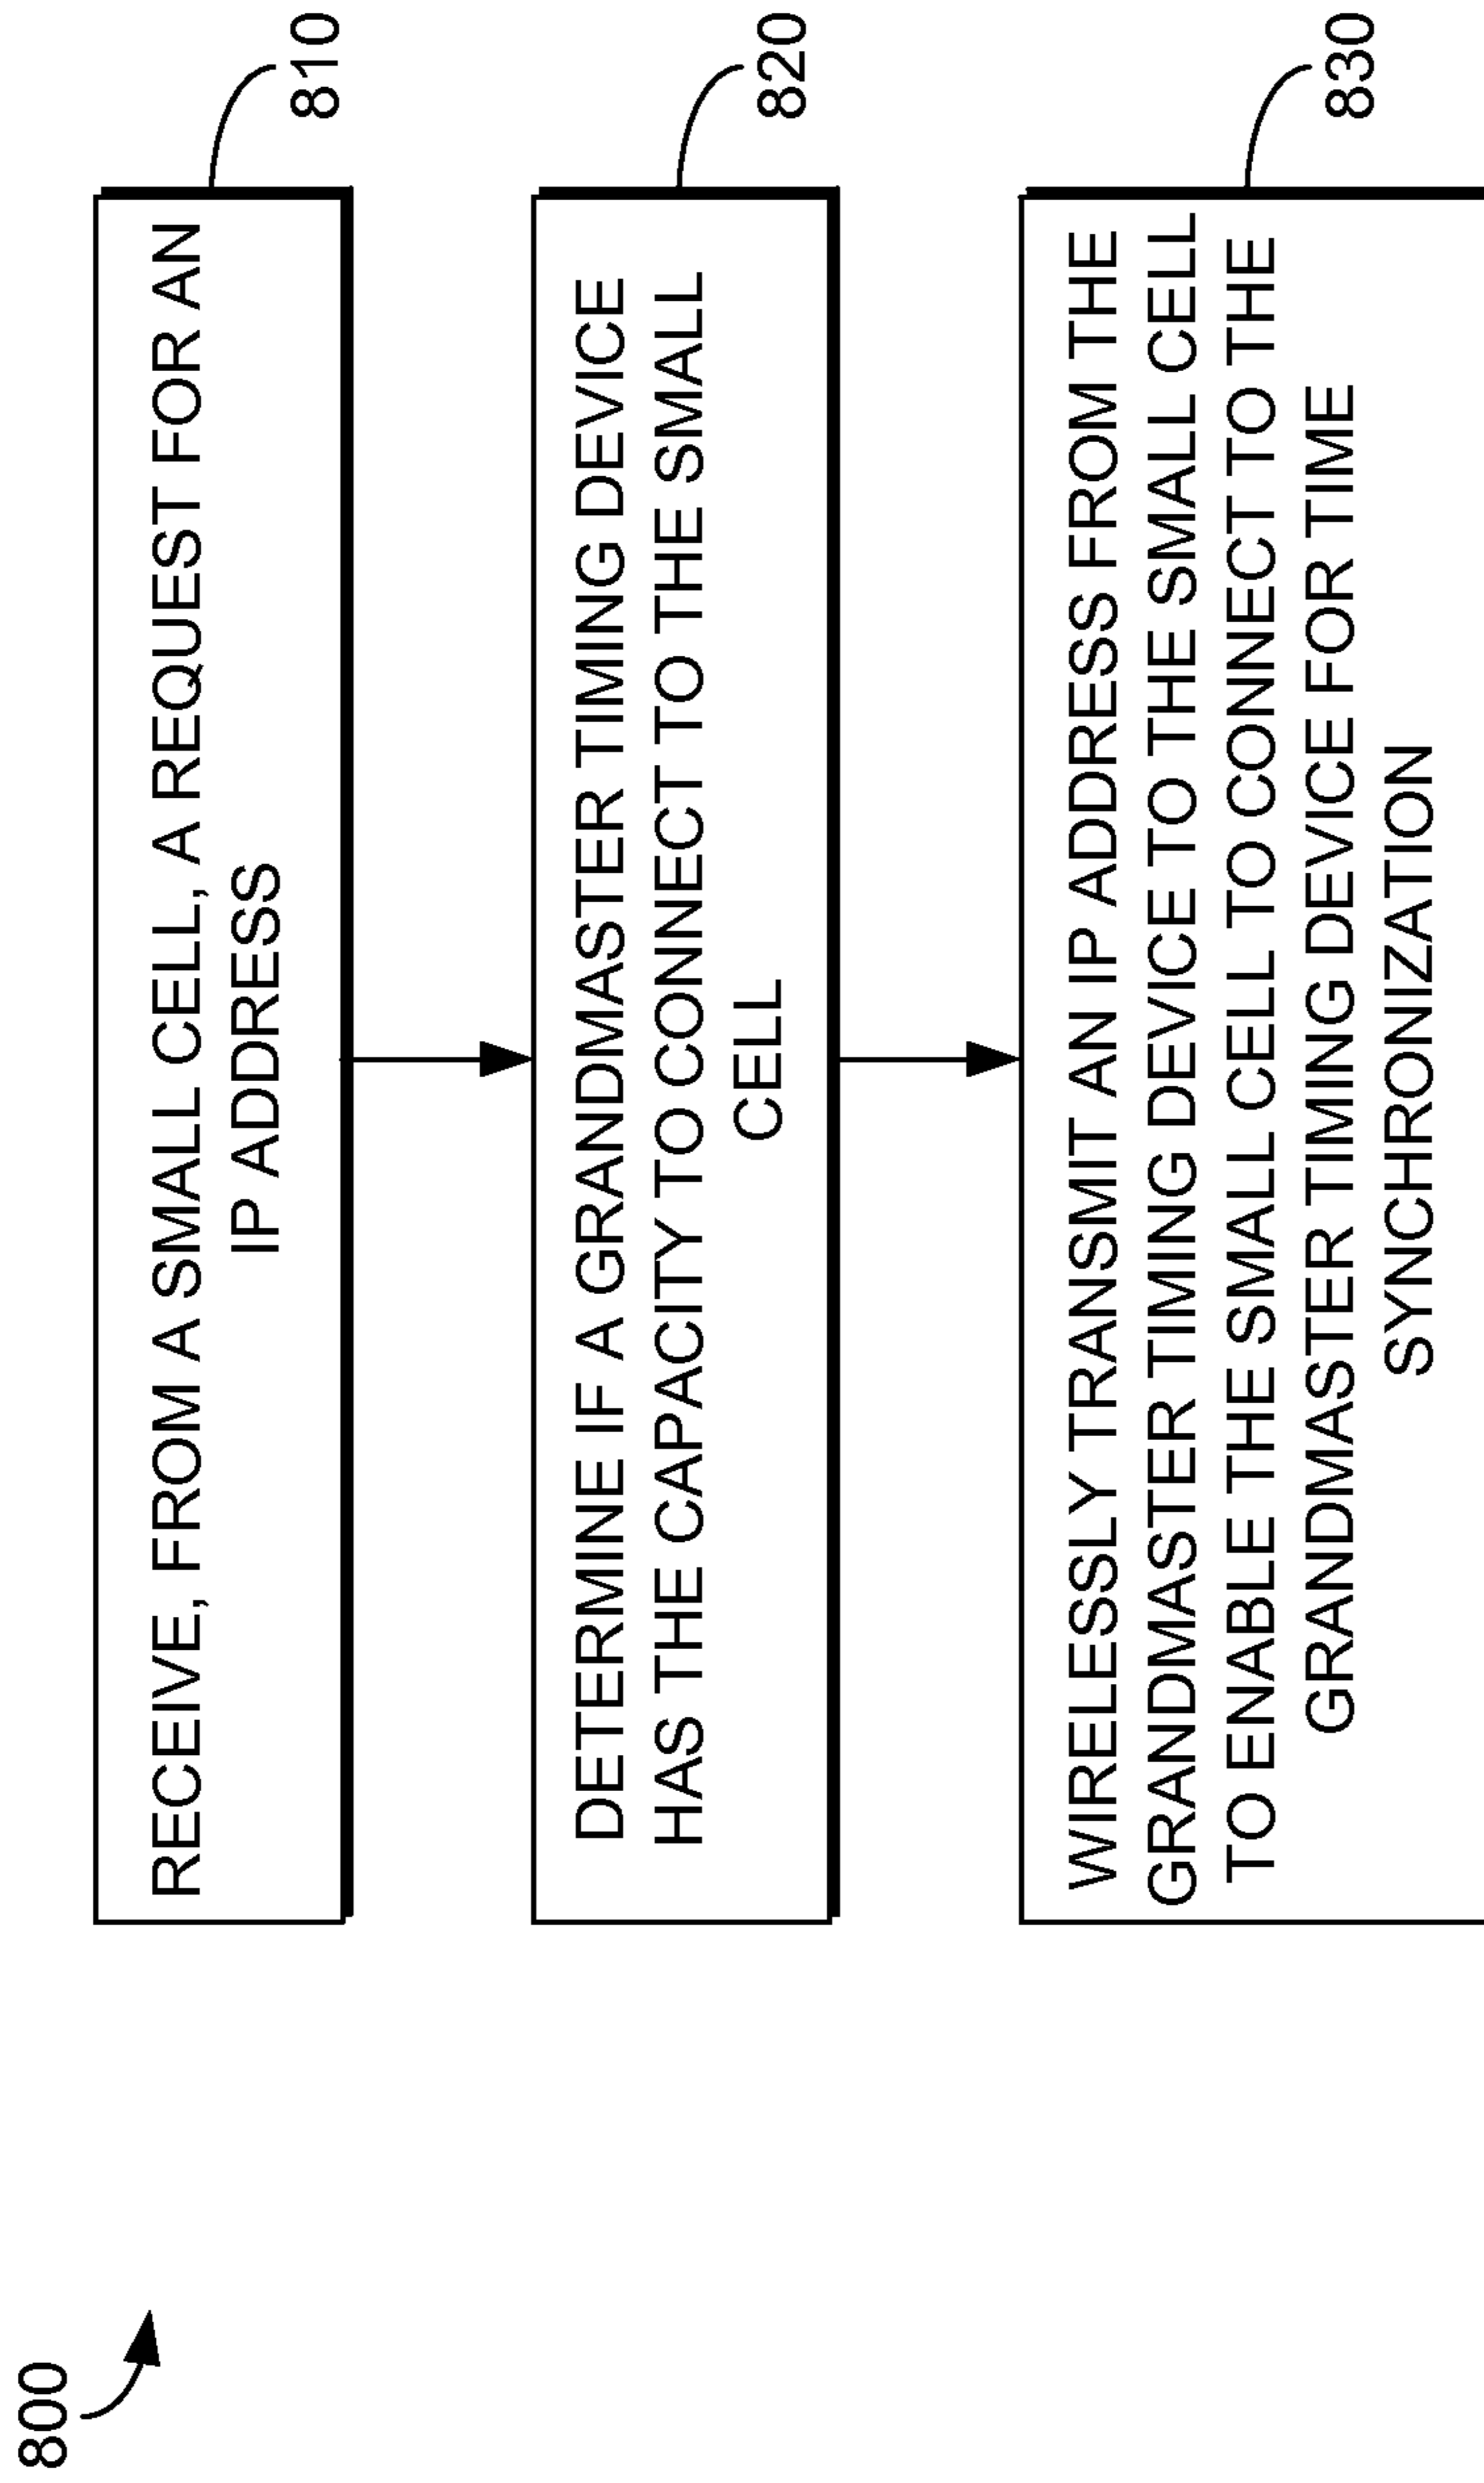 800
RECEIVE, FROM A SMALL CELL, A REQUEST FOR AN
IP ADDRESS
810
DETERMINE IF A GRANDMASTER TIMING DEVICE
HAS THE CAPACITY TO CONNECT TO THE SMALL
CELL
820
WIRELESSLY TRANSMIT AN IP ADDRESS FROM THE
GRANDMASTER TIMING DEVICE TO THE SMALL CELL
TO ENABLE THE SMALL CELL TO CONNECT TO THE
GRANDMASTER TIMING DEVICE FOR TIME
SYNCHRONIZATION
830